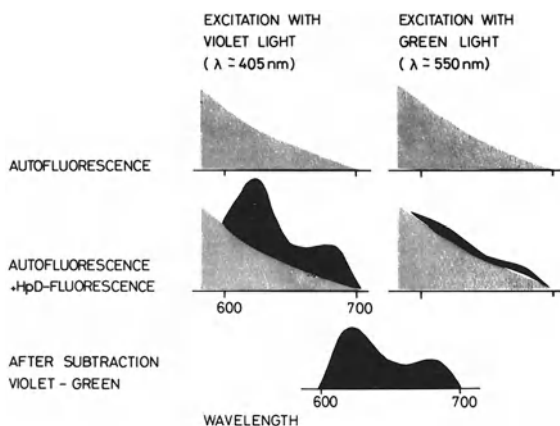 EXCITATION WITH
VIOLET LIGHT
( λ ≃ 405 nm )
EXCITATION WITH
GREEN LIGHT
( λ ≃ 550 nm )
AUTOFLUORESCENCE
AUTOFLUORESCENCE
+HpD-FLUORESCENCE
600
700
AFTER SUBTRACTION
VIOLET - GREEN
600
700
WAVELENGTH